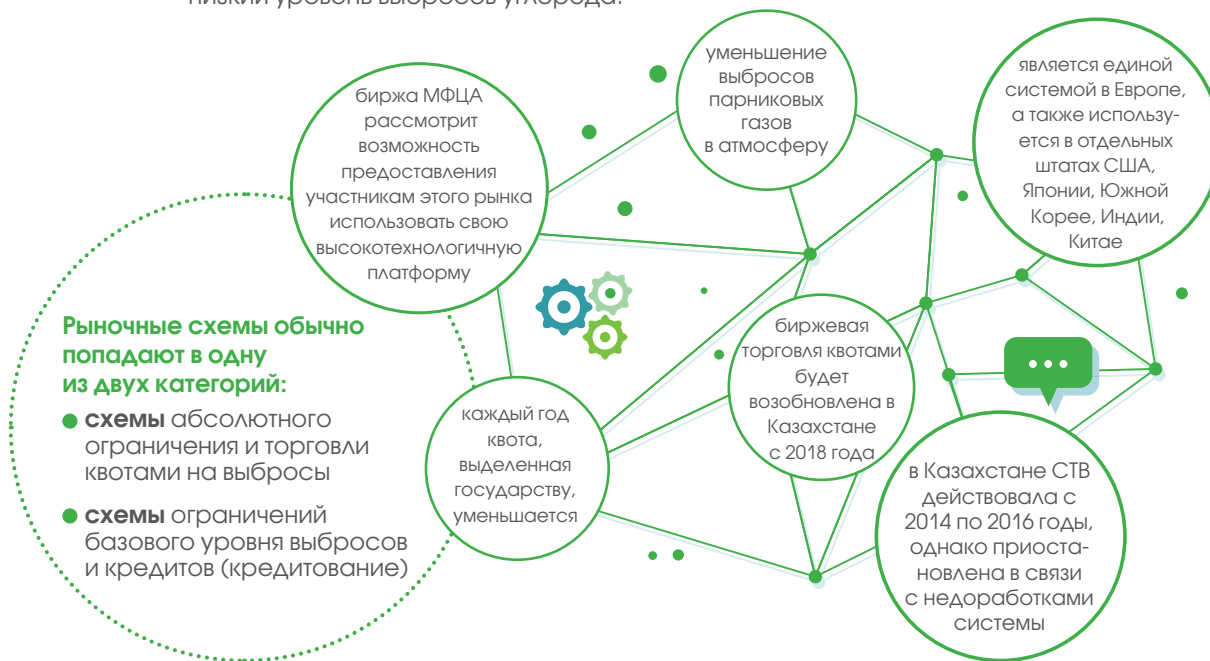 низкий уровень выбросов углерода.
биржа МФЦА
рассмотрит
возможность
предоставления
участникам этого рынка
использовать свою
высокотехнологичную
платформу
уменьшение
выбросов
парниковых
газов
в атмосферу
является единой
системой в Европе,
а также использу-
ется в отдельных
штатах США,
Японии, Южной
Корее, Индии,
Китае
Рыночные схемы обычно
попадают в одну
из двух категорий:
схемы абсолютного
ограничения и торговли
квотами на выбросы
схемы ограничений
базового уровня выбросов
и кредитов (кредитование)
каждый год
квота,
выделенная
государству,
уменьшается
биржевая
торговля квотами
будет
возобновлена в
Казахстане
с 2018 года
в Казахстане СТВ
действовала с
2014 по 2016 годы,
однако приоста-
новлена в связи
с недоработками
системы